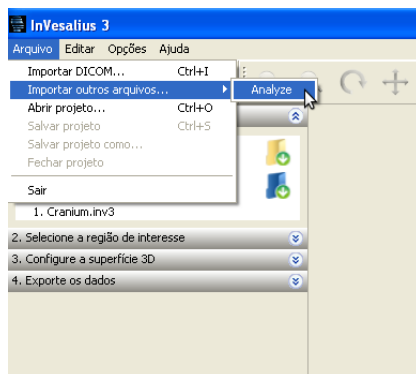 InVesalius 3
Arquivo Editar Opções Ajuda
Importar DICOM... Ctrl+I
Importar outros arquivos... Analyze
Abrir projeto... Ctrl+O
Salvar projeto Ctrl+S
Salvar projeto como...
Fechar projeto
Sair
1. Cranium.inv3
2. Selecione a região de interesse
3. Configure a superfície 3D
4. Exporte os dados